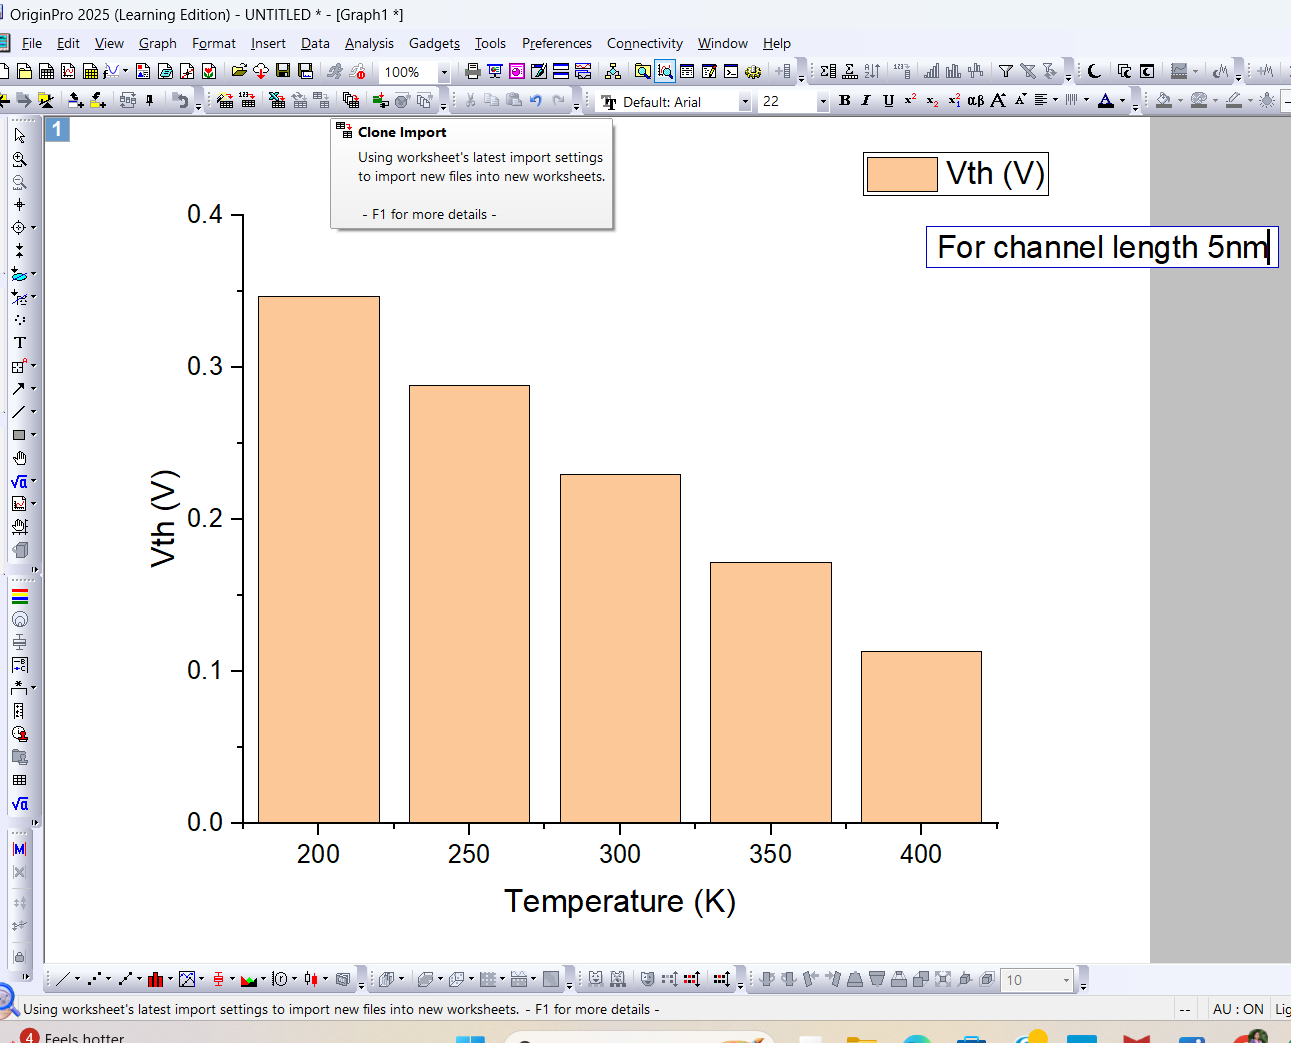 OriginPro 2025 (Learning Edition) - UNTITLED * - [Graph1 *]
File Edit View Graph Format Insert Data Analysis Gadgets Tools Preferences Connectivity Window Help
100%
Default: Arial 22 B I U
1
Clone Import
Using worksheet's latest import settings
to import new files into new worksheets.
- F1 for more details -
Vth (V)
For channel length 5nm
0.4
0.3
0.2
0.1
0.0
Vth (V)
200 250 300 350 400
Temperature (K)
10
Using worksheet's latest import settings to import new files into new worksheets. - F1 for more details -
-- AU : ON Lig
4 Feels hotter